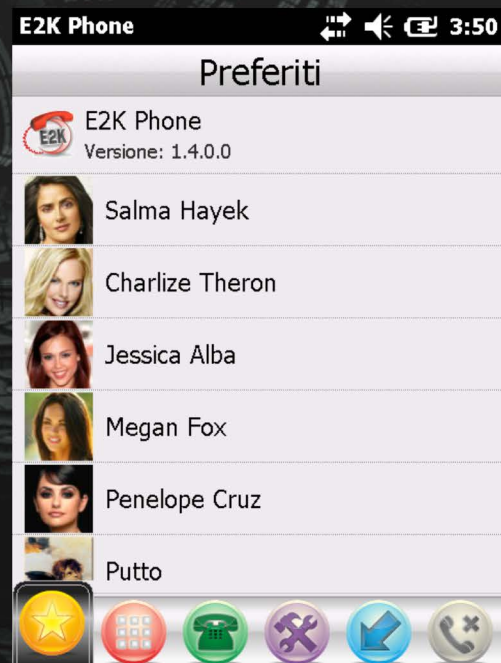 E2K Phone 3:50
Preferiti
E2K
E2K Phone
Versione: 1.4.0.0
Salma Hayek
Charlize Theron
Jessica Alba
Megan Fox
Penelope Cruz
Putto